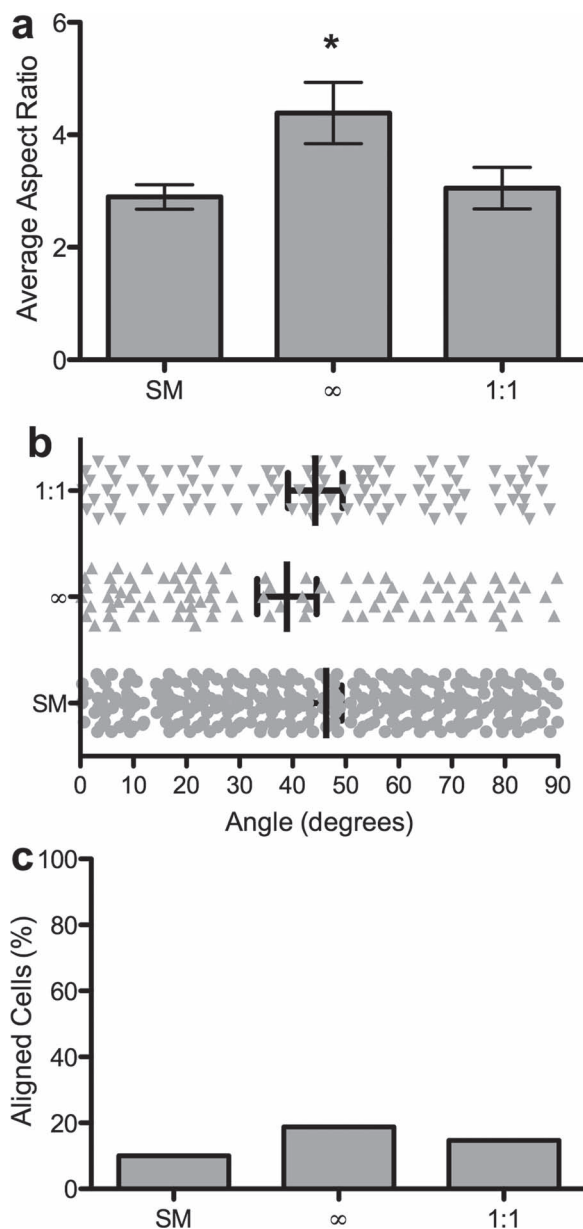 a
6
*
Average Aspect Ratio
4
2
0
SM ∞ 1:1
b
1:1
∞
SM
0 10 20 30 40 50 60 70 80 90
Angle (degrees)
c
100
80
Aligned Cells (%)
60
40
20
0
SM ∞ 1:1